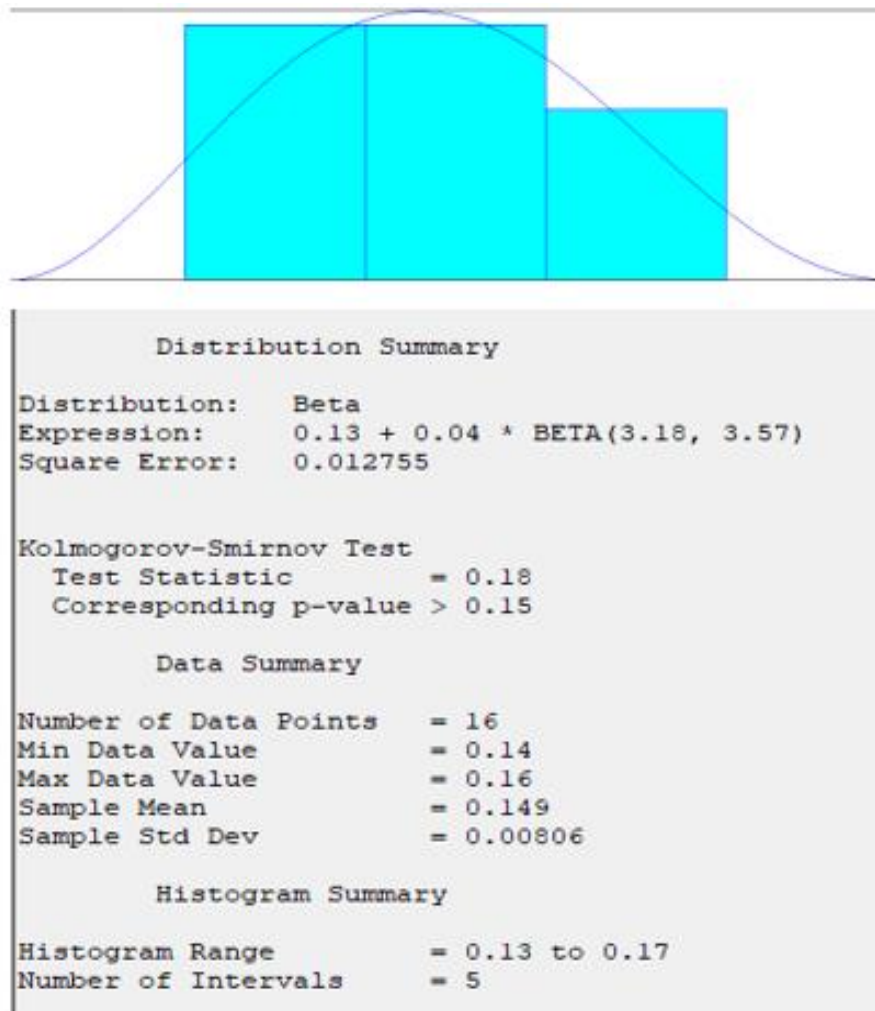 Distribution Summary
Distribution: Beta
Expression: 0.13 + 0.04 * BETA(3.18, 3.57)
Square Error: 0.012755
Kolmogorov-Smirnov Test
Test Statistic = 0.18
Corresponding p-value > 0.15
Data Summary
Number of Data Points = 16
Min Data Value = 0.14
Max Data Value = 0.16
Sample Mean = 0.149
Sample Std Dev = 0.00806
Histogram Summary
Histogram Range = 0.13 to 0.17
Number of Intervals = 5